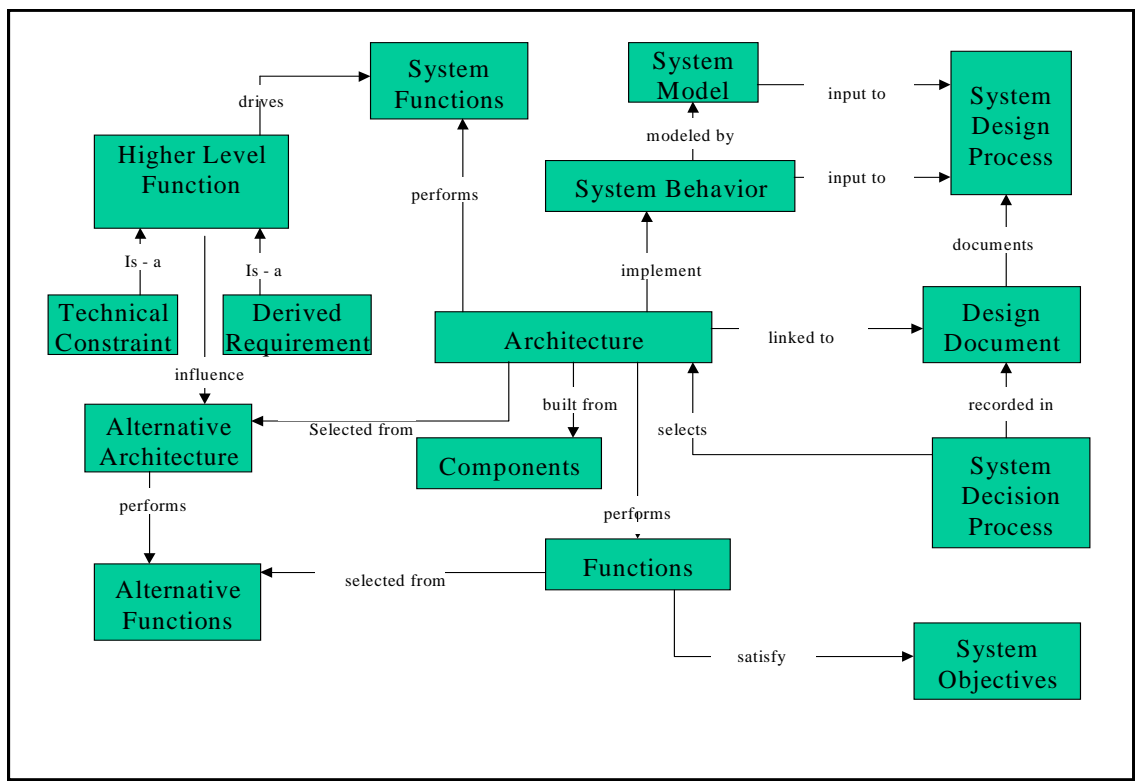 System
Functions
System
Model
System
Design
Process
drives
input to
modeled by
Higher Level
Function
performs
System Behavior
input to
Is - a
Is - a
implement
documents
Technical
Constraint
Derived
Requirement
Architecture
linked to
Design
Document
influence
built from
recorded in
Alternative
Architecture
Selected from
selects
Components
System
Decision
Process
performs
performs
Alternative
Functions
selected from
Functions
satisfy
System
Objectives